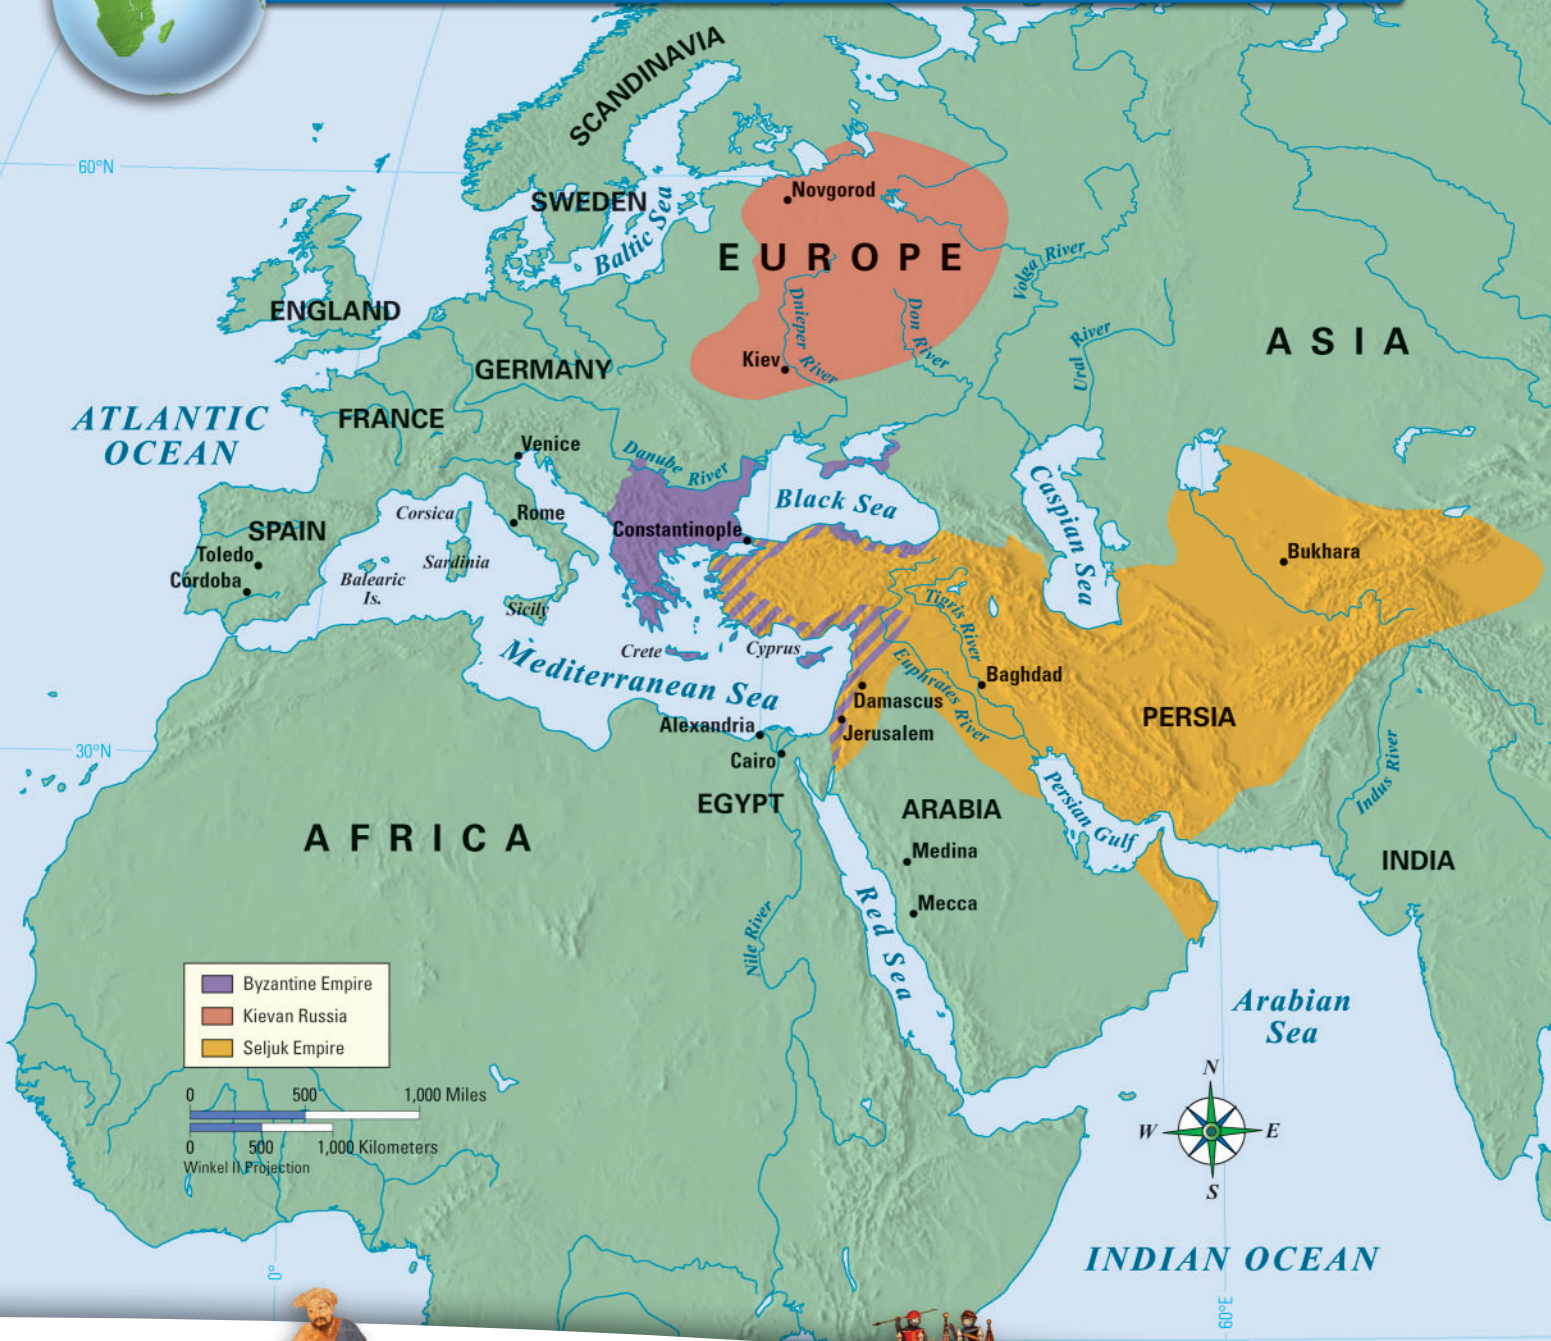 SCANDINAVIA
60°N
Novgorod
SWEDEN
Baltic Sea
EUROPE
Volga River
ENGLAND
Dnieper River
Don River
Ural River
ASIA
Kiev
GERMANY
ATLANTIC
OCEAN
FRANCE
Venice
Danube River
Caspian Sea
Black Sea
Corsica
Rome
SPAIN
Constantinople
Toledo
Córdoba
Sardinia
Balearic
Is.
Bukhara
Sicily
Tigris River
Crete
Cyprus
Mediterranean Sea
Euphrates River
Baghdad
Damascus
PERSIA
Alexandria
Jerusalem
30°N
Cairo
Indus River
EGYPT
ARABIA
Persian Gulf
AFRICA
Medina
INDIA
Mecca
Red Sea
Nile River
Byzantine Empire
Kievan Russia
Seljuk Empire
Arabian
Sea
0 500 1,000 Miles
0 500 1,000 Kilometers
Winkel II Projection
N
W E
S
INDIAN OCEAN
0°
60°E